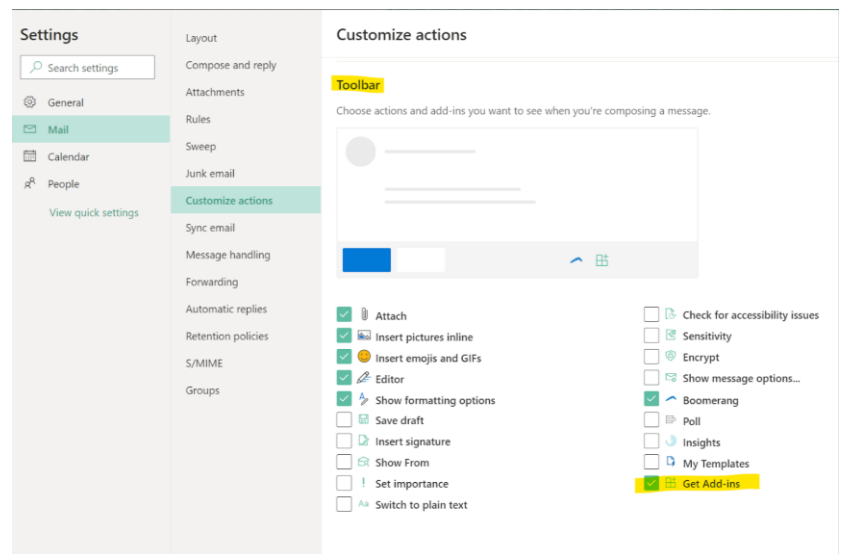 Settings
Search settings
General
Mail
Calendar
People
View quick settings
Layout
Compose and reply
Attachments
Rules
Sweep
Junk email
Customize actions
Sync email
Message handling
Forwarding
Automatic replies
Retention policies
S/MIME
Groups
Customize actions
Toolbar
Choose actions and add-ins you want to see when you're composing a message.
Attach
Insert pictures inline
Insert emojis and GIFs
Editor
Show formatting options
Save draft
Insert signature
Show From
Set importance
Aa Switch to plain text
Check for accessibility issues
Sensitivity
Encrypt
Show message options...
Boomerang
Poll
Insights
My Templates
Get Add-ins